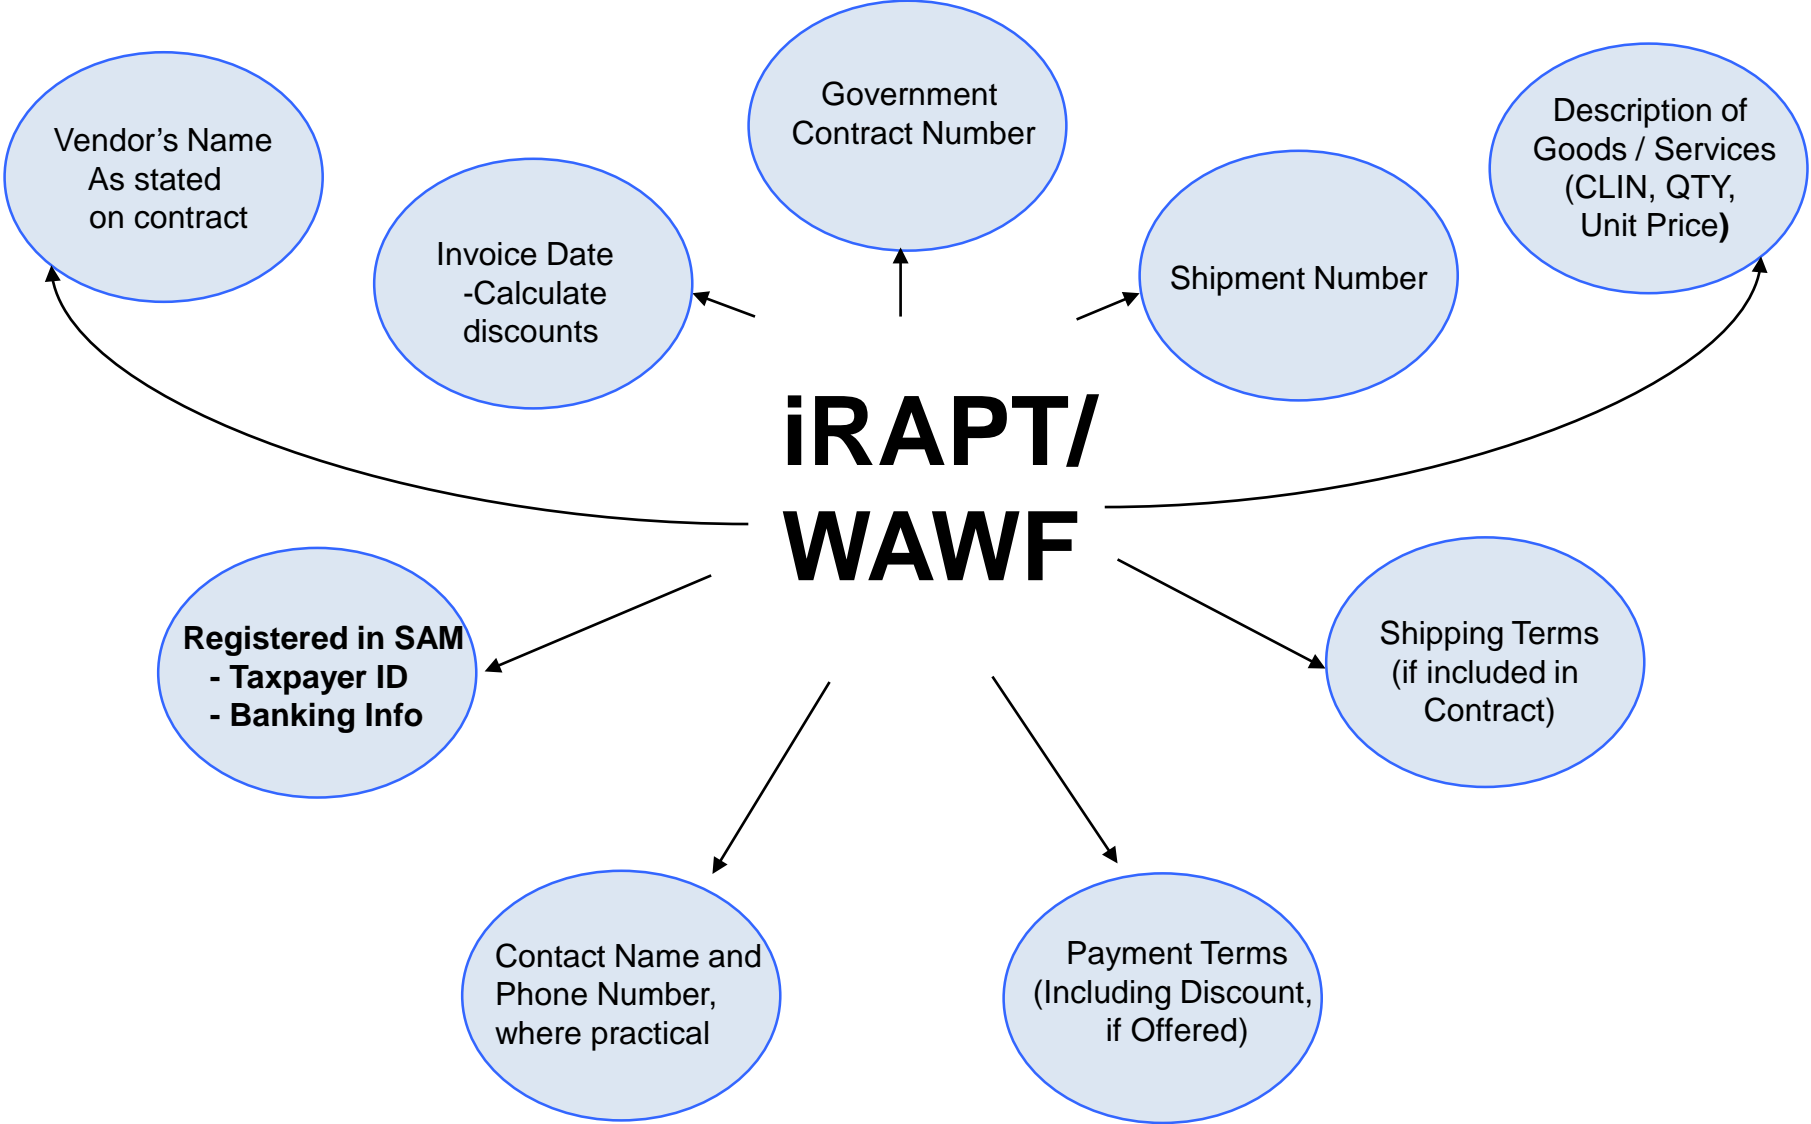 Vendor’s Name
As stated
on contract
Invoice Date
-Calculate
discounts
Government
Contract Number
Shipment Number
Description of
Goods / Services
(CLIN, QTY,
Unit Price)
iRAPT/
WAWF
Registered in SAM
- Taxpayer ID
- Banking Info
Contact Name and
Phone Number,
where practical
Payment Terms
(Including Discount,
if Offered)
Shipping Terms
(if included in
Contract)